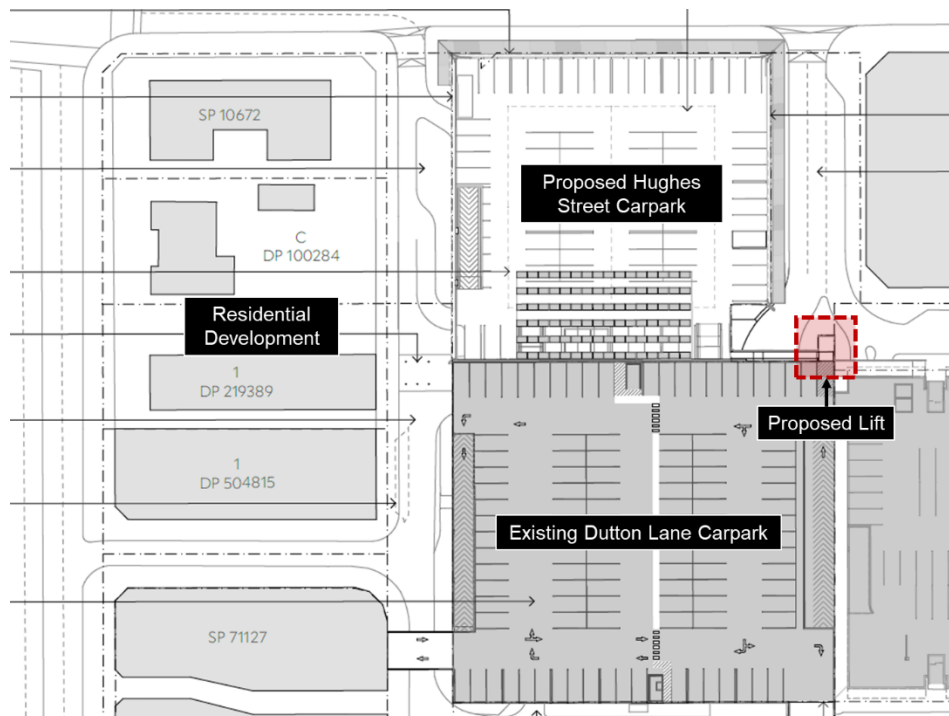 SP 10672
Proposed Hughes
Street Carpark
C
DP 100284
Residential
Development
1
DP 219389
Proposed Lift
1
DP 504815
Existing Dutton Lane Carpark
SP 71127